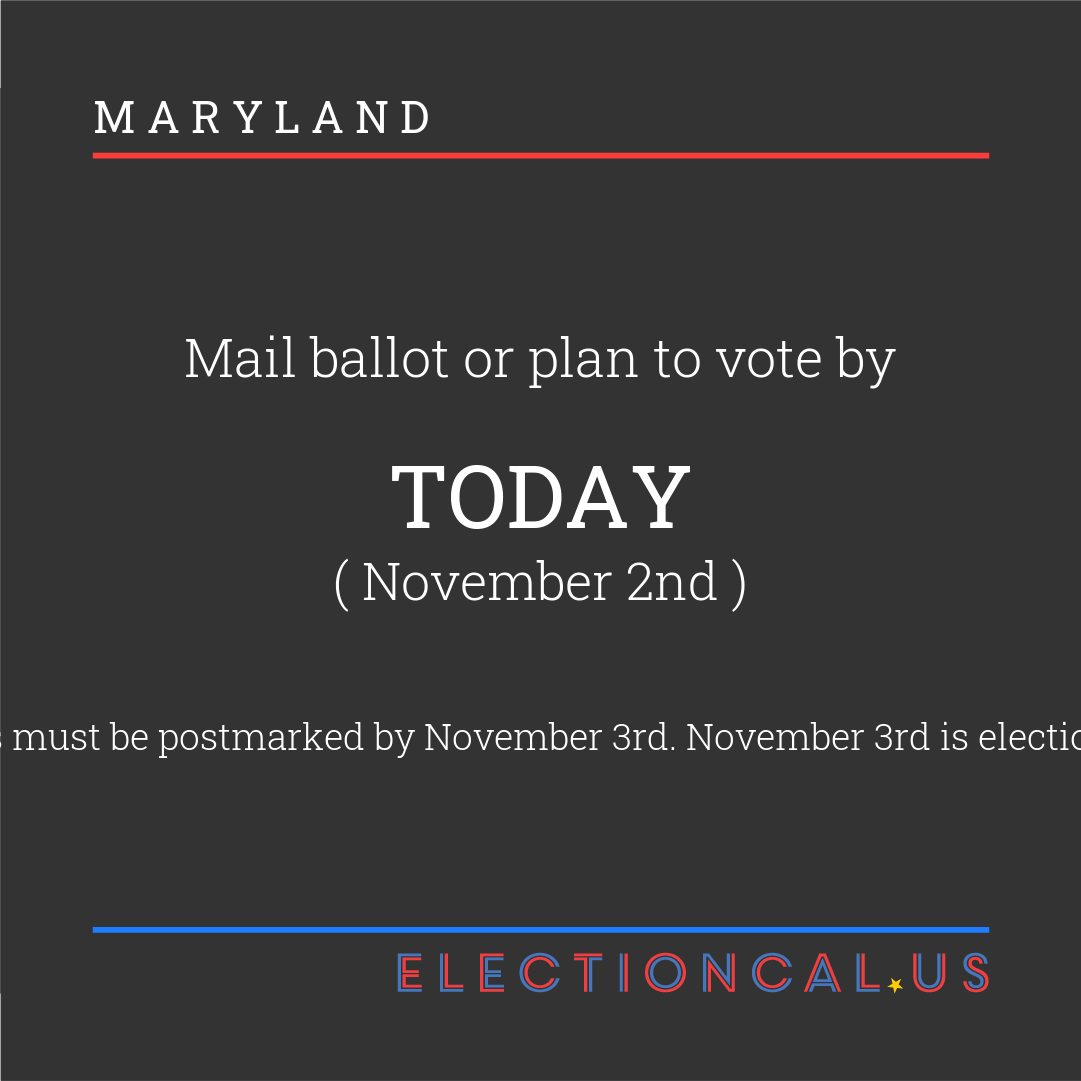 MARYLAND
Mail ballot or plan to vote by
TODAY
( November 2nd )
must be postmarked by November 3rd. November 3rd is
ELECTIONCAL.US